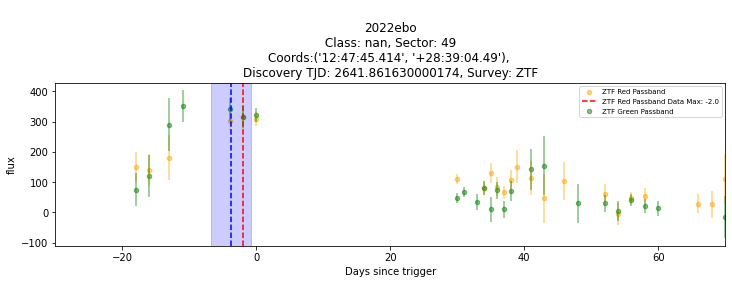 2022ebo
Class: nan, Sector: 49
Coords:('12:47:45.414', '+28:39:04.49'),
Discovery TJD: 2641.861630000174, Survey: ZTF
ZTF Red Passband
ZTF Red Passband Data Max: -2.0
ZTF Green Passband
400
300
200
100
0
−100
flux
−20
0
20
40
60
Days since trigger